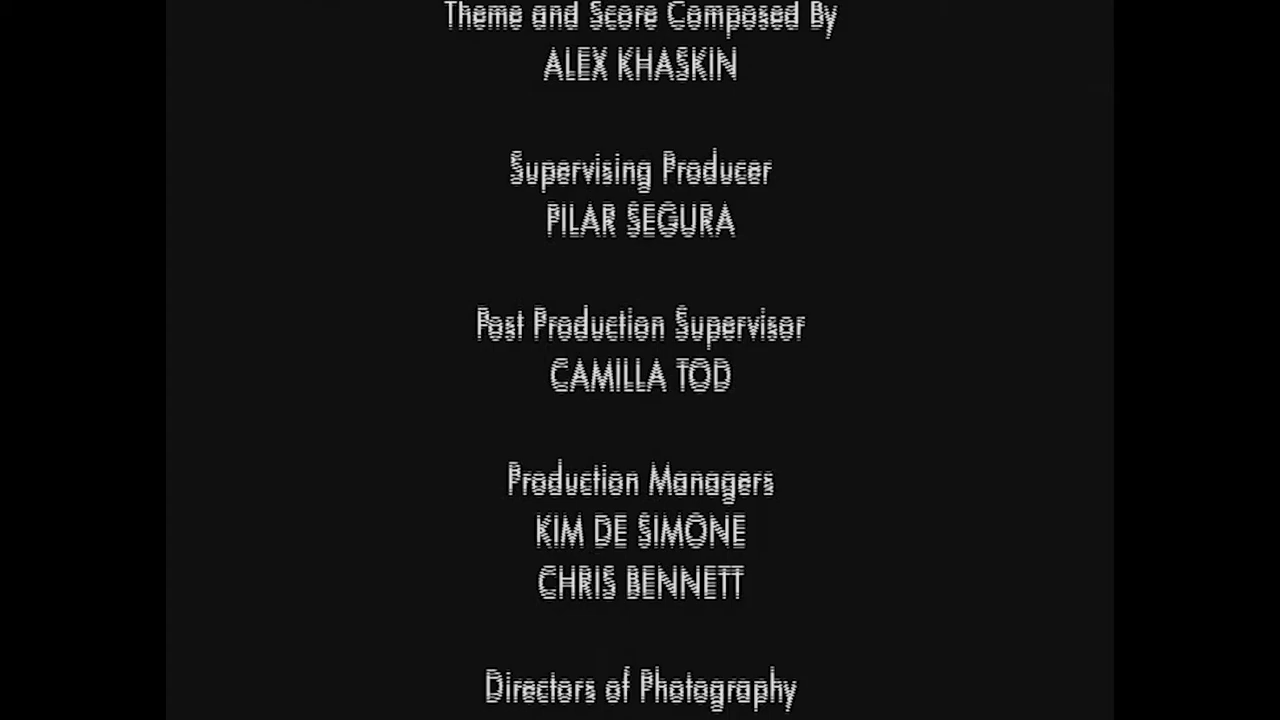 Theme and Score Composed By
ALEX KHASKIN
Supervising Producer
PILAR SEGURA
Post Production Supervisor
CAMILLA TOD
Production Managers
KIM DE SIMONE
CHRIS BENNETT
Directors of Photography